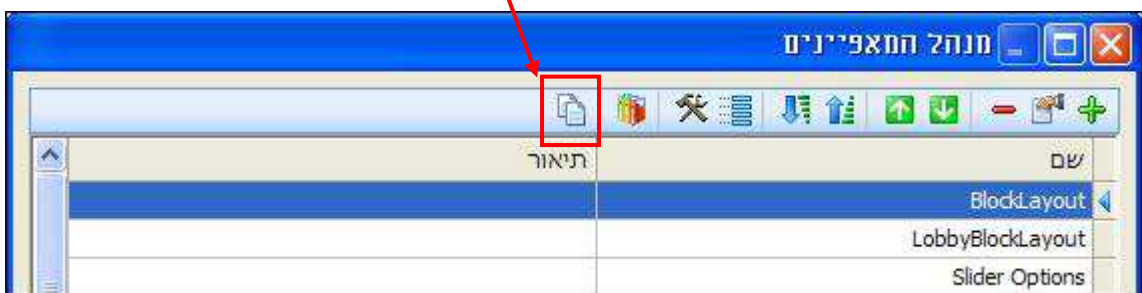 מנהל המאפיינים
שם תיאור
BlockLayout
LobbyBlockLayout
Slider Options